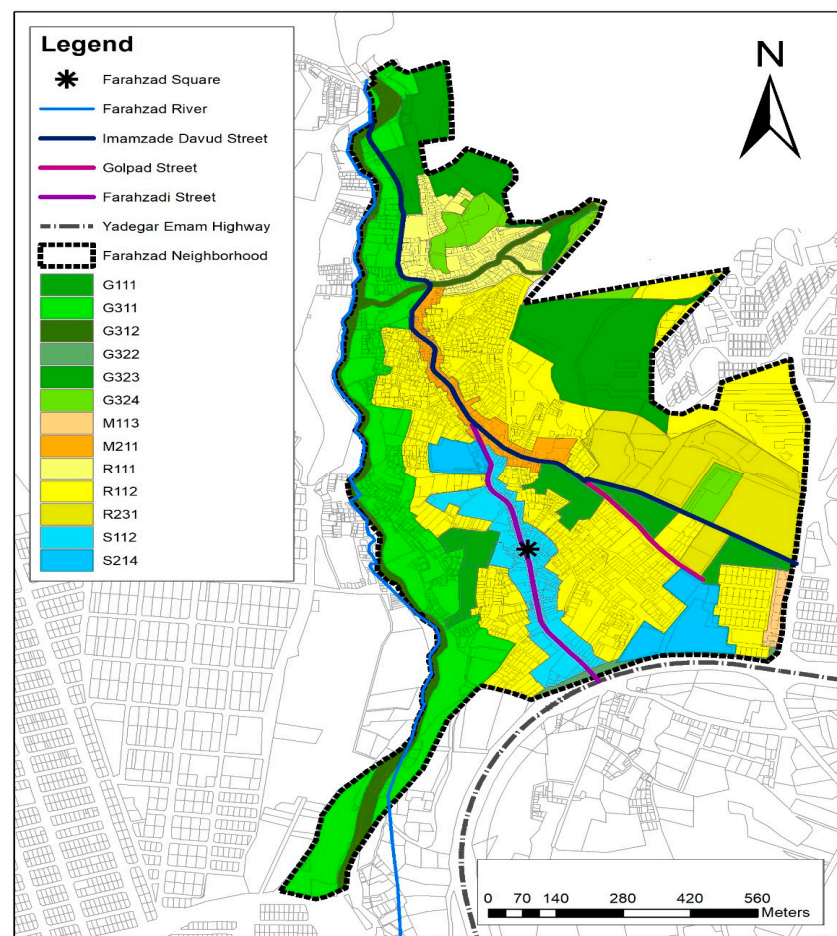 Legend
Farahzad Square
Farahzad River
Imamzade Davud Street
Golpad Street
Farahzadi Street
Yadegar Emam Highway
Farahzad Neighborhood
G111
G311
G312
G322
G323
G324
M113
M211
R111
R112
R231
S112
S214
N
0 70 140 280 420 560
Meters